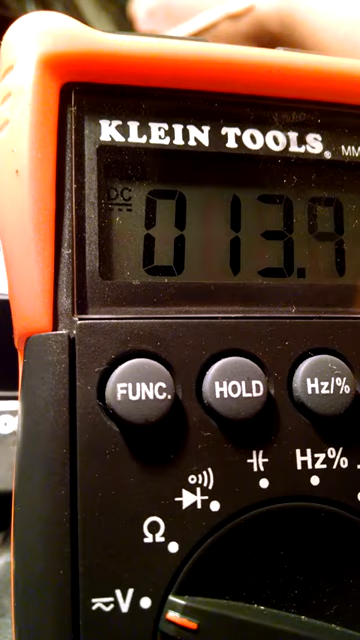 KLEIN TOOLS® MM
DC
013.9
FUNC. HOLD Hz/%
Hz%
Ω
V